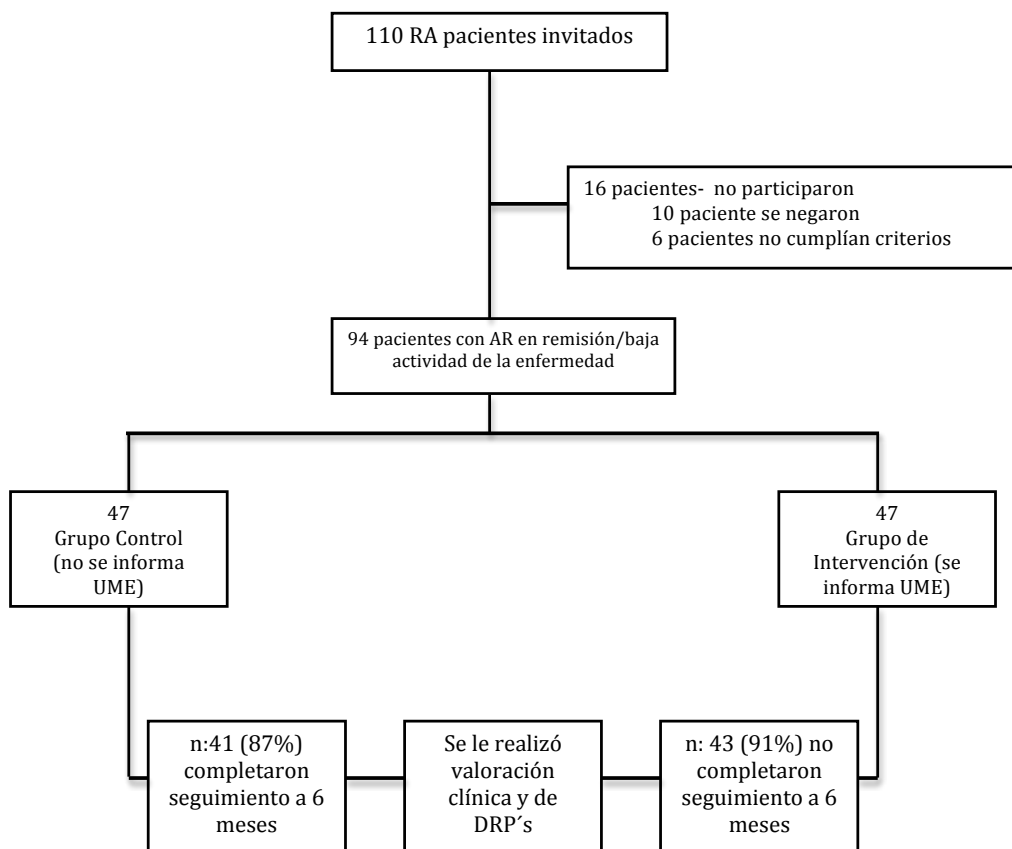 110 RA pacientes invitados
16 pacientes-  no participaron
10 paciente se negaron
6 pacientes no cumplían criterios
94 pacientes con AR en remisión/baja
actividad de la enfermedad
47
Grupo Control
(no se informa
UME)
47
Grupo de
Intervención (se
informa UME)
n:41 (87%)
completaron
seguimiento a 6
meses
Se le realizó
valoración
clínica y de
DRP´s
n: 43 (91%) no
completaron
seguimiento a 6
meses